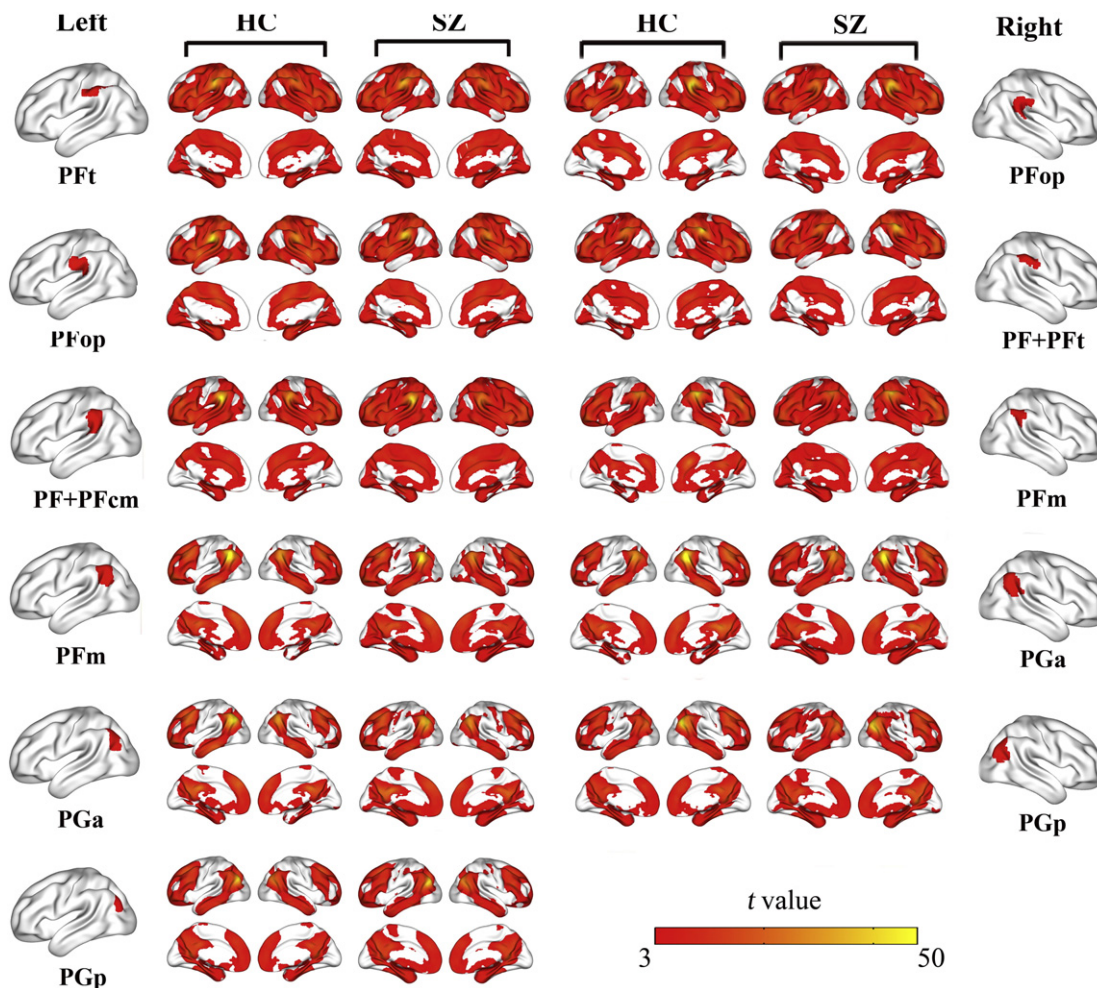 Left HC SZ HC SZ Right
PFt PFop
PFop PF+PFt
PF+PFcm PFm
PFm PGa
PGa PGp
PGp
t value
3 50